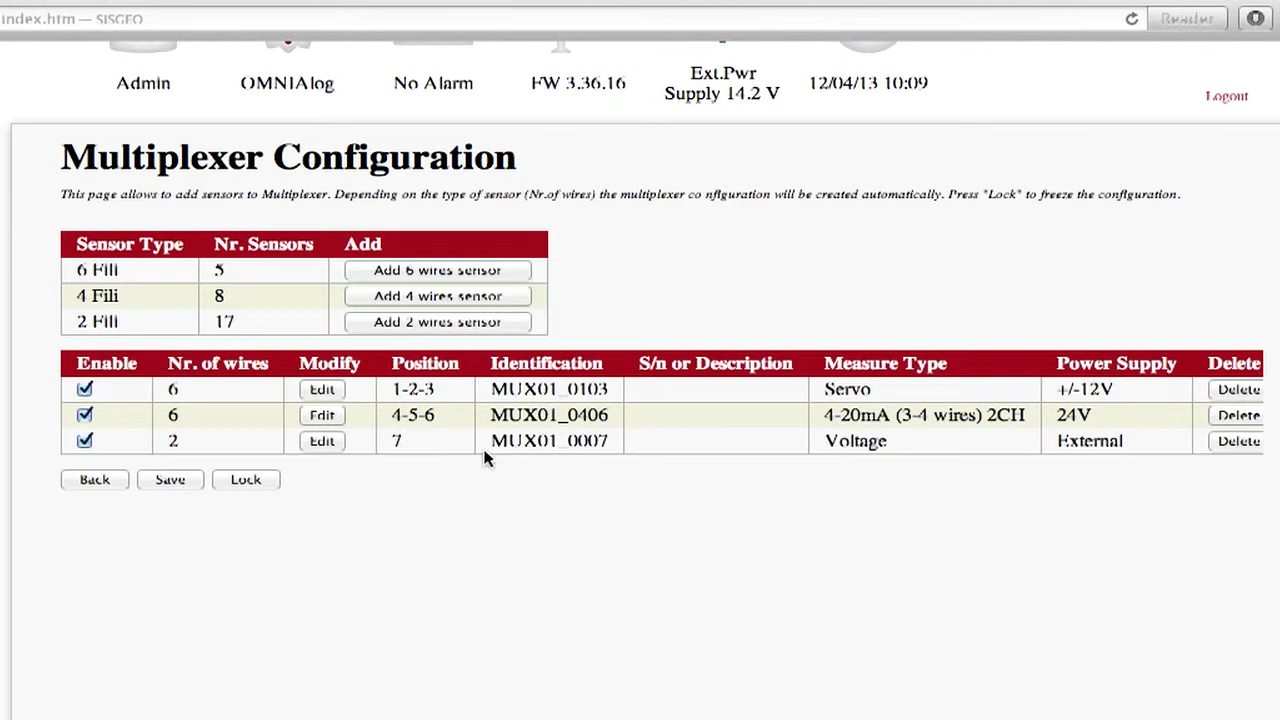 index.htm — SISGEO
Reader
Admin
OMNIAlog
No Alarm
FW 3.36.16
Ext.Pwr
Supply 14.2 V
12/04/13 10:09
Logout
Multiplexer Configuration
This page allows to add sensors to Multiplexer. Depending on the type of sensor (Nr.of wires) the multiplexer co nfiguration will be created automatically. Press "Lock" to freeze the configuration.
Sensor Type Nr. Sensors Add
6 Fili 5 Add 6 wires sensor
4 Fili 8 Add 4 wires sensor
2 Fili 17 Add 2 wires sensor
Enable Nr. of wires Modify Position Identification S/n or Description Measure Type Power Supply Delete
6 Edit 1-2-3 MUX01_0103 Servo +/-12V Delete
6 Edit 4-5-6 MUX01_0406 4-20mA (3-4 wires) 2CH 24V Delete
2 Edit 7 MUX01_0007 Voltage External Delete
Back Save Lock